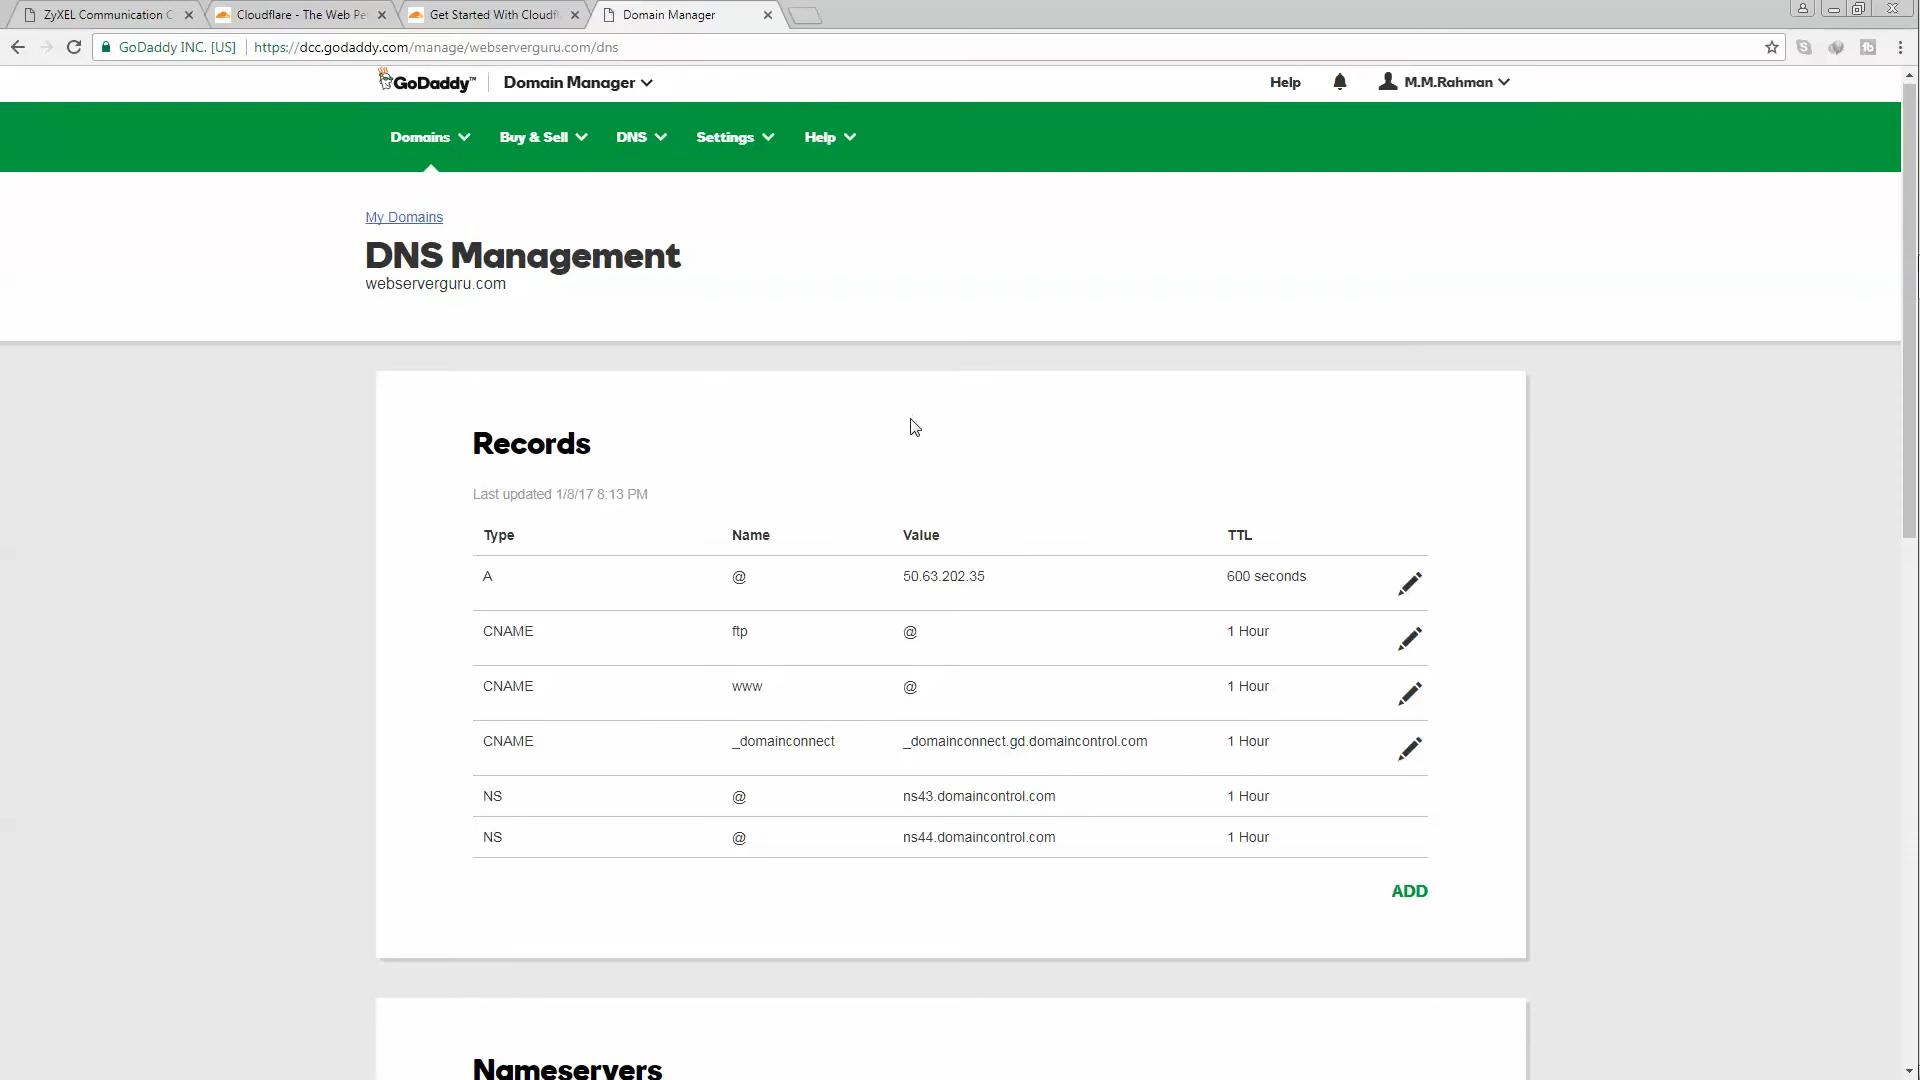 ZyXEL Communication C
Cloudflare - The Web Pe
Get Started With Cloudfl
Domain Manager
GoDaddy INC. [US]
https://dcc.godaddy.com/manage/webserverguru.com/dns
GoDaddy™
Domain Manager
Help
M.M.Rahman
Domains
Buy & Sell
DNS
Settings
Help
My Domains
DNS Management
webserverguru.com
Records
Last updated 1/8/17 8:13 PM
Type Name Value TTL
A @ 50.63.202.35 600 seconds
CNAME ftp @ 1 Hour
CNAME www @ 1 Hour
CNAME _domainconnect _domainconnect.gd.domaincontrol.com 1 Hour
NS @ ns43.domaincontrol.com 1 Hour
NS @ ns44.domaincontrol.com 1 Hour
ADD
Nameservers